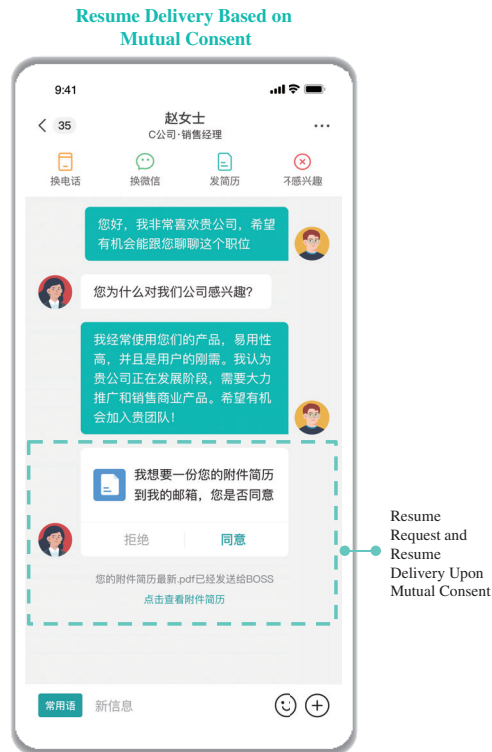 Resume Delivery Based on
Mutual Consent
9:41
35
赵女士
C公司·销售经理
换电话
换微信
发简历
不感兴趣
您好，我非常喜欢贵公司，希望
有机会能跟您聊聊这个职位
您为什么对我们公司感兴趣？
我经常使用您们的产品，易用性
高，并且是用户的刚需。我认为
贵公司正在发展阶段，需要大力
推广和销售商业产品。希望有机
会加入贵团队！
我想要一份您的附件简历
到我的邮箱，您是否同意
拒绝
同意
您的附件简历最新.pdf已经发送给BOSS
点击查看附件简历
Resume
Request and
Resume
Delivery Upon
Mutual Consent
常用语
新信息